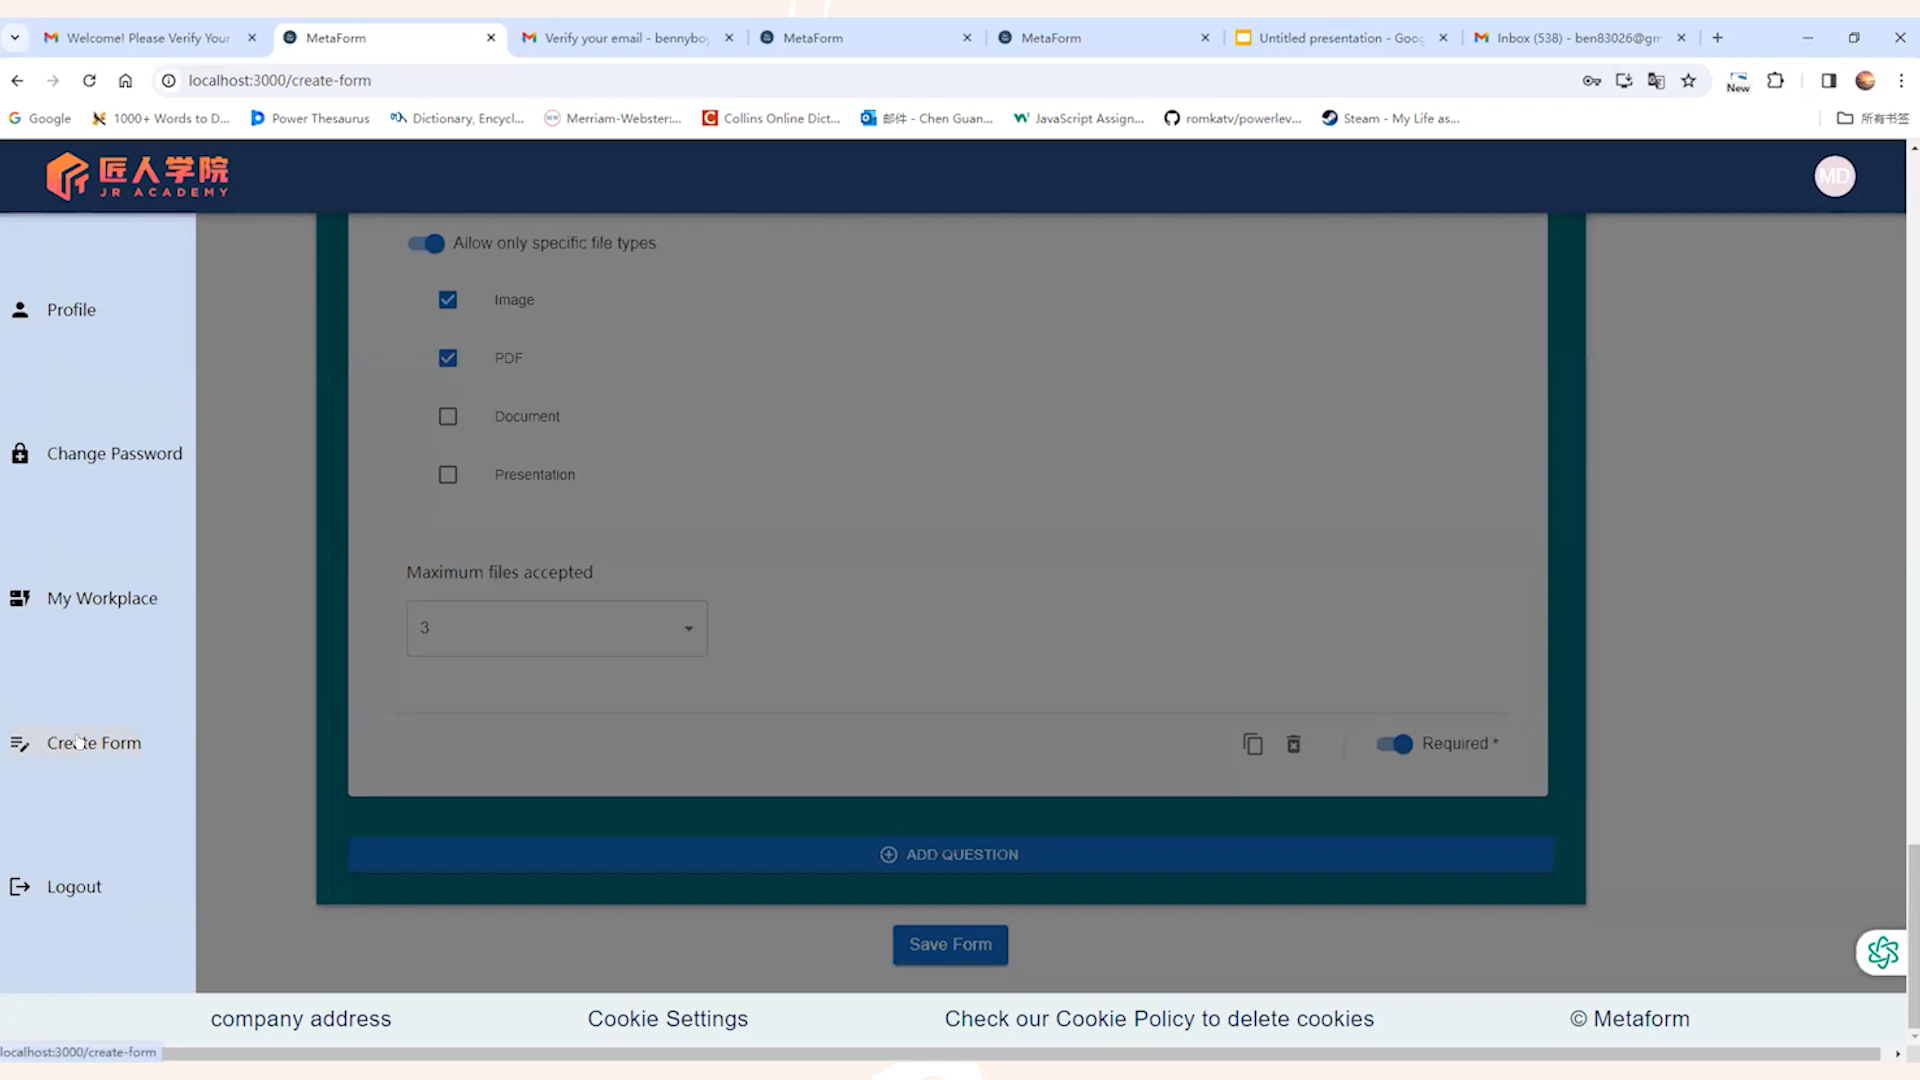 Welcome! Please Verify Your
MetaForm
Verify your email - bennyboy
MetaForm
MetaForm
Untitled presentation - Goog
Inbox (538) - ben83026@gm
localhost:3000/create-form
New
Google
1000+ Words to D...
Power Thesaurus
Dictionary, Encycl...
Merriam-Webster:...
Collins Online Dict...
邮件 - Chen Guan...
JavaScript Assign...
romkatv/powerlev...
Steam - My Life as...
所有书签
匠人学院
JR ACADEMY
MD
Allow only specific file types
Image
Profile
PDF
Document
Change Password
Presentation
Maximum files accepted
My Workplace
3
Create Form
Required *
ADD QUESTION
Logout
Save Form
company address
Cookie Settings
Check our Cookie Policy to delete cookies
© Metaform
localhost:3000/create-form